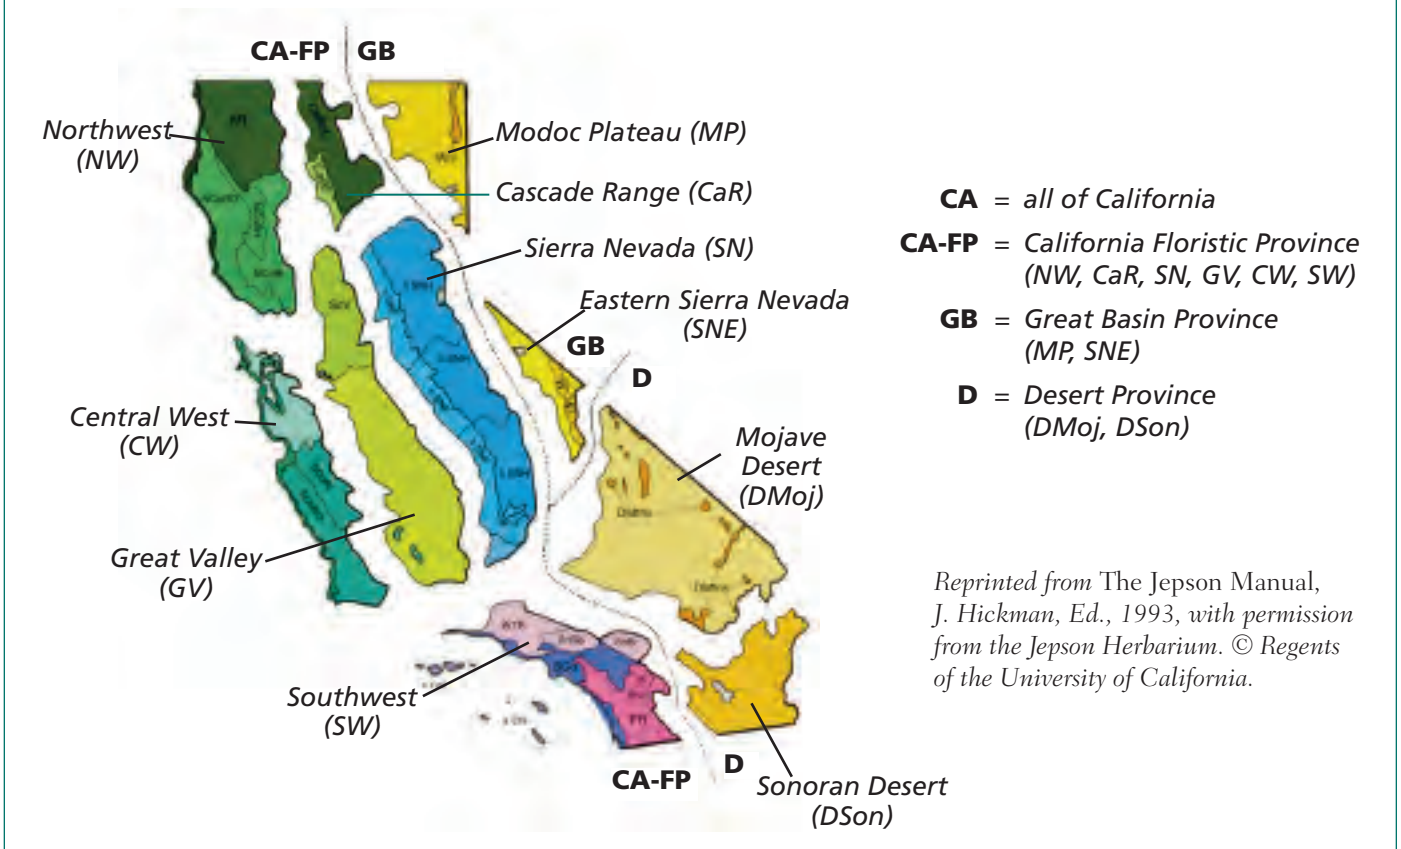 CA-FP GB
Northwest
(NW)
Modoc Plateau (MP)
Cascade Range (CaR)
Sierra Nevada (SN)
Eastern Sierra Nevada
(SNE)
GB
D
Central West
(CW)
Mojave
Desert
(DMoj)
Great Valley
(GV)
Southwest
(SW)
CA-FP
D
Sonoran Desert
(DSon)
CA = all of California
CA-FP = California Floristic Province
(NW, CaR, SN, GV, CW, SW)
GB = Great Basin Province
(MP, SNE)
D = Desert Province
(DMoj, DSon)
Reprinted from The Jepson Manual,
J. Hickman, Ed., 1993, with permission
from the Jepson Herbarium. © Regents
of the University of California.